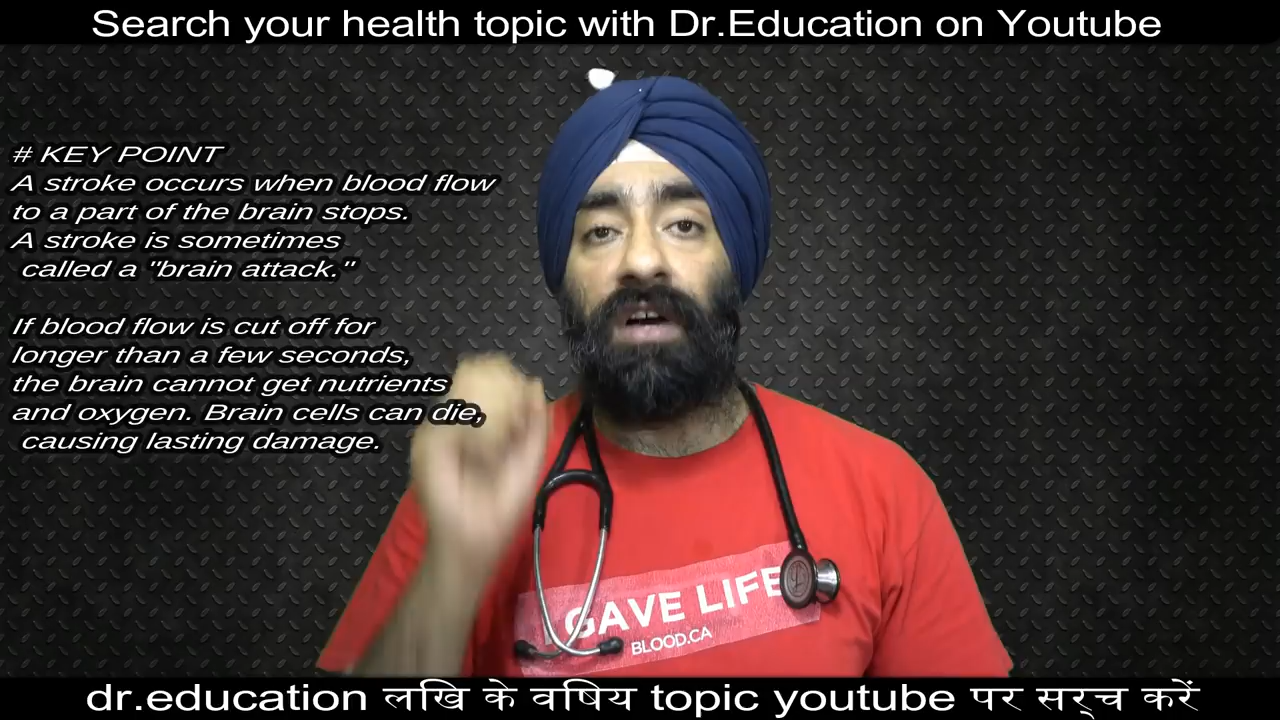 Search your health topic with Dr.Education on Youtube
# KEY POINT
A stroke occurs when blood flow
to a part of the brain stops.
A stroke is sometimes
called a "brain attack."
If blood flow is cut off for
longer than a few seconds,
the brain cannot get nutrients
and oxygen. Brain cells can die,
causing lasting damage.
GAVE LIFE
BLOOD.CA
dr.education लखि के वषिय topic youtube पर सर्च करें